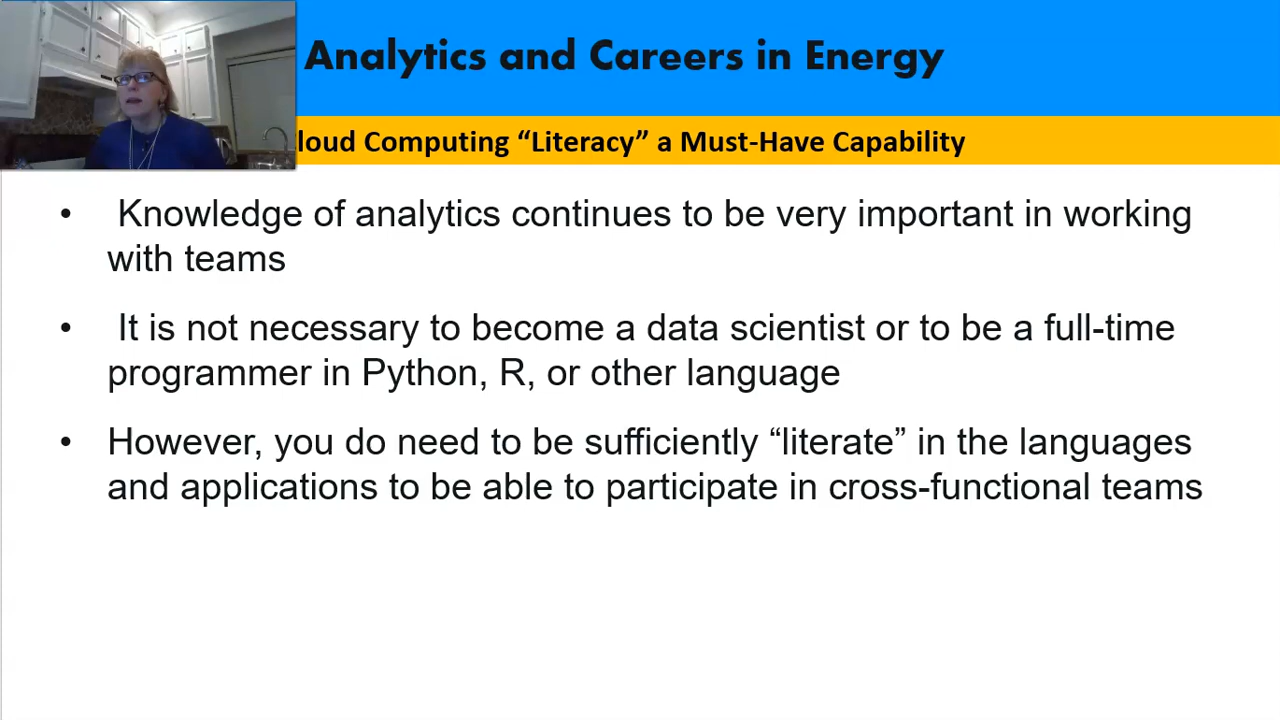 Analytics and Careers in Energy
loud Computing “Literacy” a Must-Have Capability
• Knowledge of analytics continues to be very important in working
with teams
• It is not necessary to become a data scientist or to be a full-time
programmer in Python, R, or other language
• However, you do need to be sufficiently “literate” in the languages
and applications to be able to participate in cross-functional teams